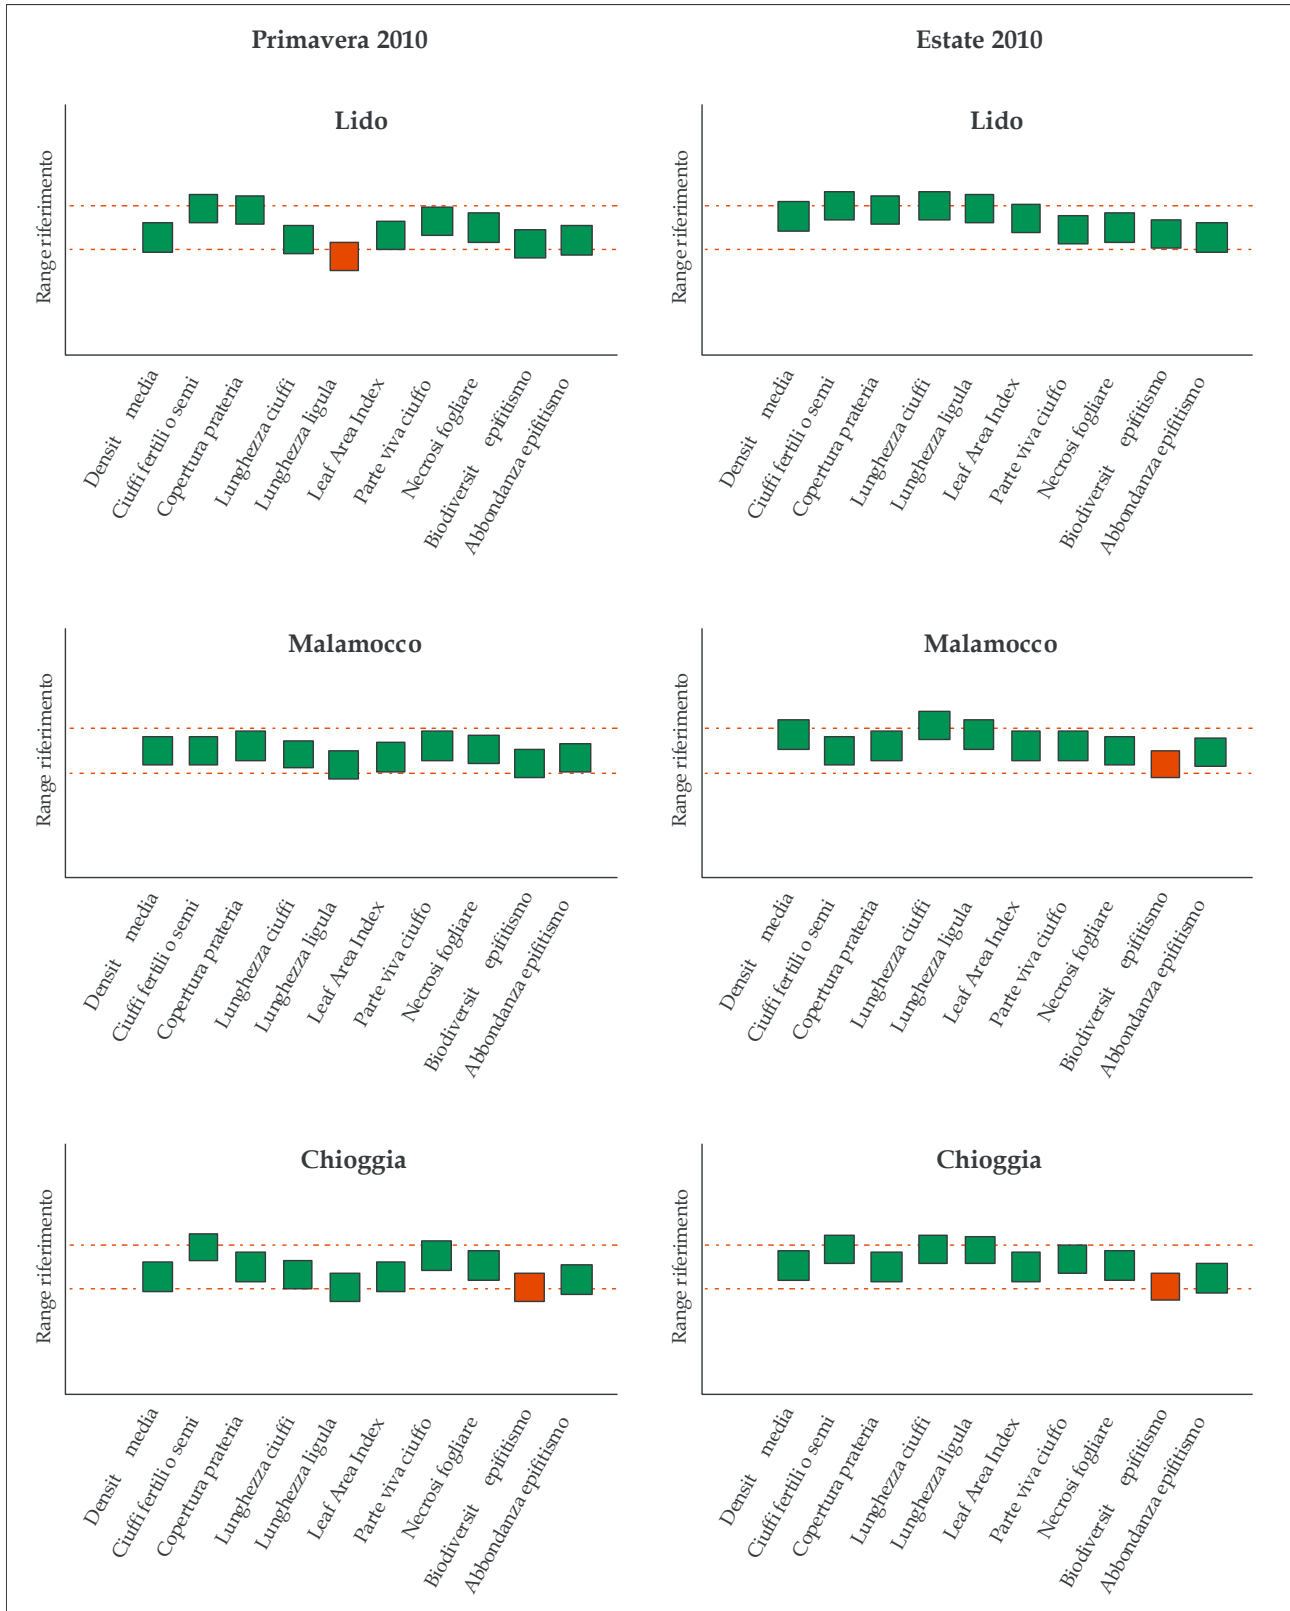 Primavera 2010
Estate 2010
Lido
Range riferimento
Densit media
Ciuffi fertili o semi
Copertura prateria
Lunghezza ciuffi
Lunghezza ligula
Leaf Area Index
Parte viva ciuffo
Necrosi fogliare
Biodiversit epifitismo
Abbondanza epifitismo
Lido
Range riferimento
Densit media
Ciuffi fertili o semi
Copertura prateria
Lunghezza ciuffi
Lunghezza ligula
Leaf Area Index
Parte viva ciuffo
Necrosi fogliare
Biodiversit epifitismo
Abbondanza epifitismo
Malamocco
Range riferimento
Densit media
Ciuffi fertili o semi
Copertura prateria
Lunghezza ciuffi
Lunghezza ligula
Leaf Area Index
Parte viva ciuffo
Necrosi fogliare
Biodiversit epifitismo
Abbondanza epifitismo
Malamocco
Range riferimento
Densit media
Ciuffi fertili o semi
Copertura prateria
Lunghezza ciuffi
Lunghezza ligula
Leaf Area Index
Parte viva ciuffo
Necrosi fogliare
Biodiversit epifitismo
Abbondanza epifitismo
Chioggia
Range riferimento
Densit media
Ciuffi fertili o semi
Copertura prateria
Lunghezza ciuffi
Lunghezza ligula
Leaf Area Index
Parte viva ciuffo
Necrosi fogliare
Biodiversit epifitismo
Abbondanza epifitismo
Chioggia
Range riferimento
Densit media
Ciuffi fertili o semi
Copertura prateria
Lunghezza ciuffi
Lunghezza ligula
Leaf Area Index
Parte viva ciuffo
Necrosi fogliare
Biodiversit epifitismo
Abbondanza epifitismo